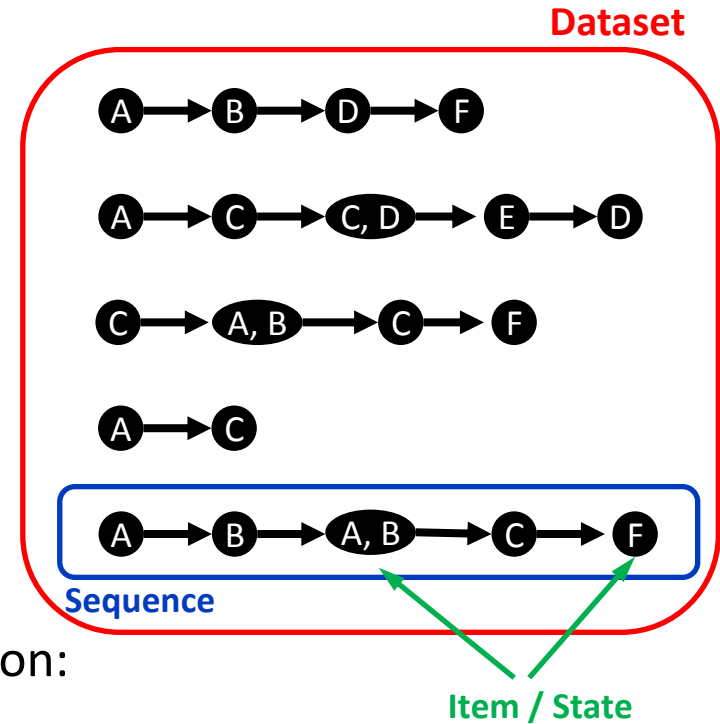 Dataset
A B D F
A C C, D E D
C A, B C F
A C
A B A, B C F
Sequence
on:
Item / State